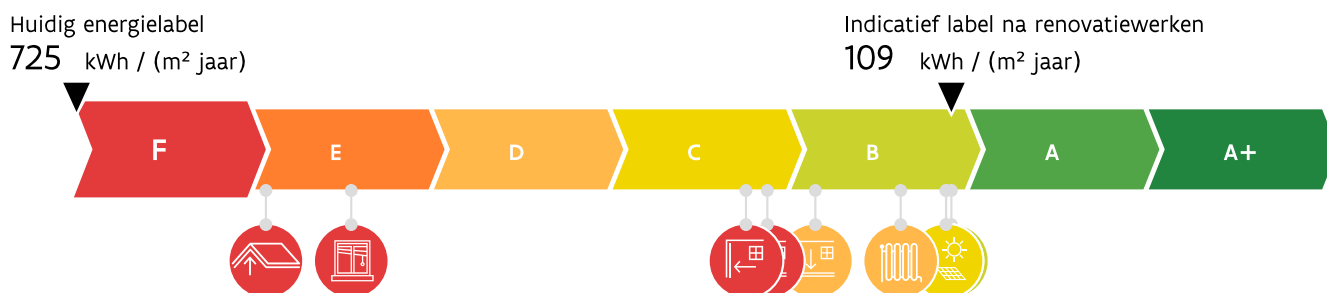 Huidig energielabel
725 kWh / (m² jaar)
Indicatief label na renovatiewerken
109 kWh / (m² jaar)
F E D C B A A+